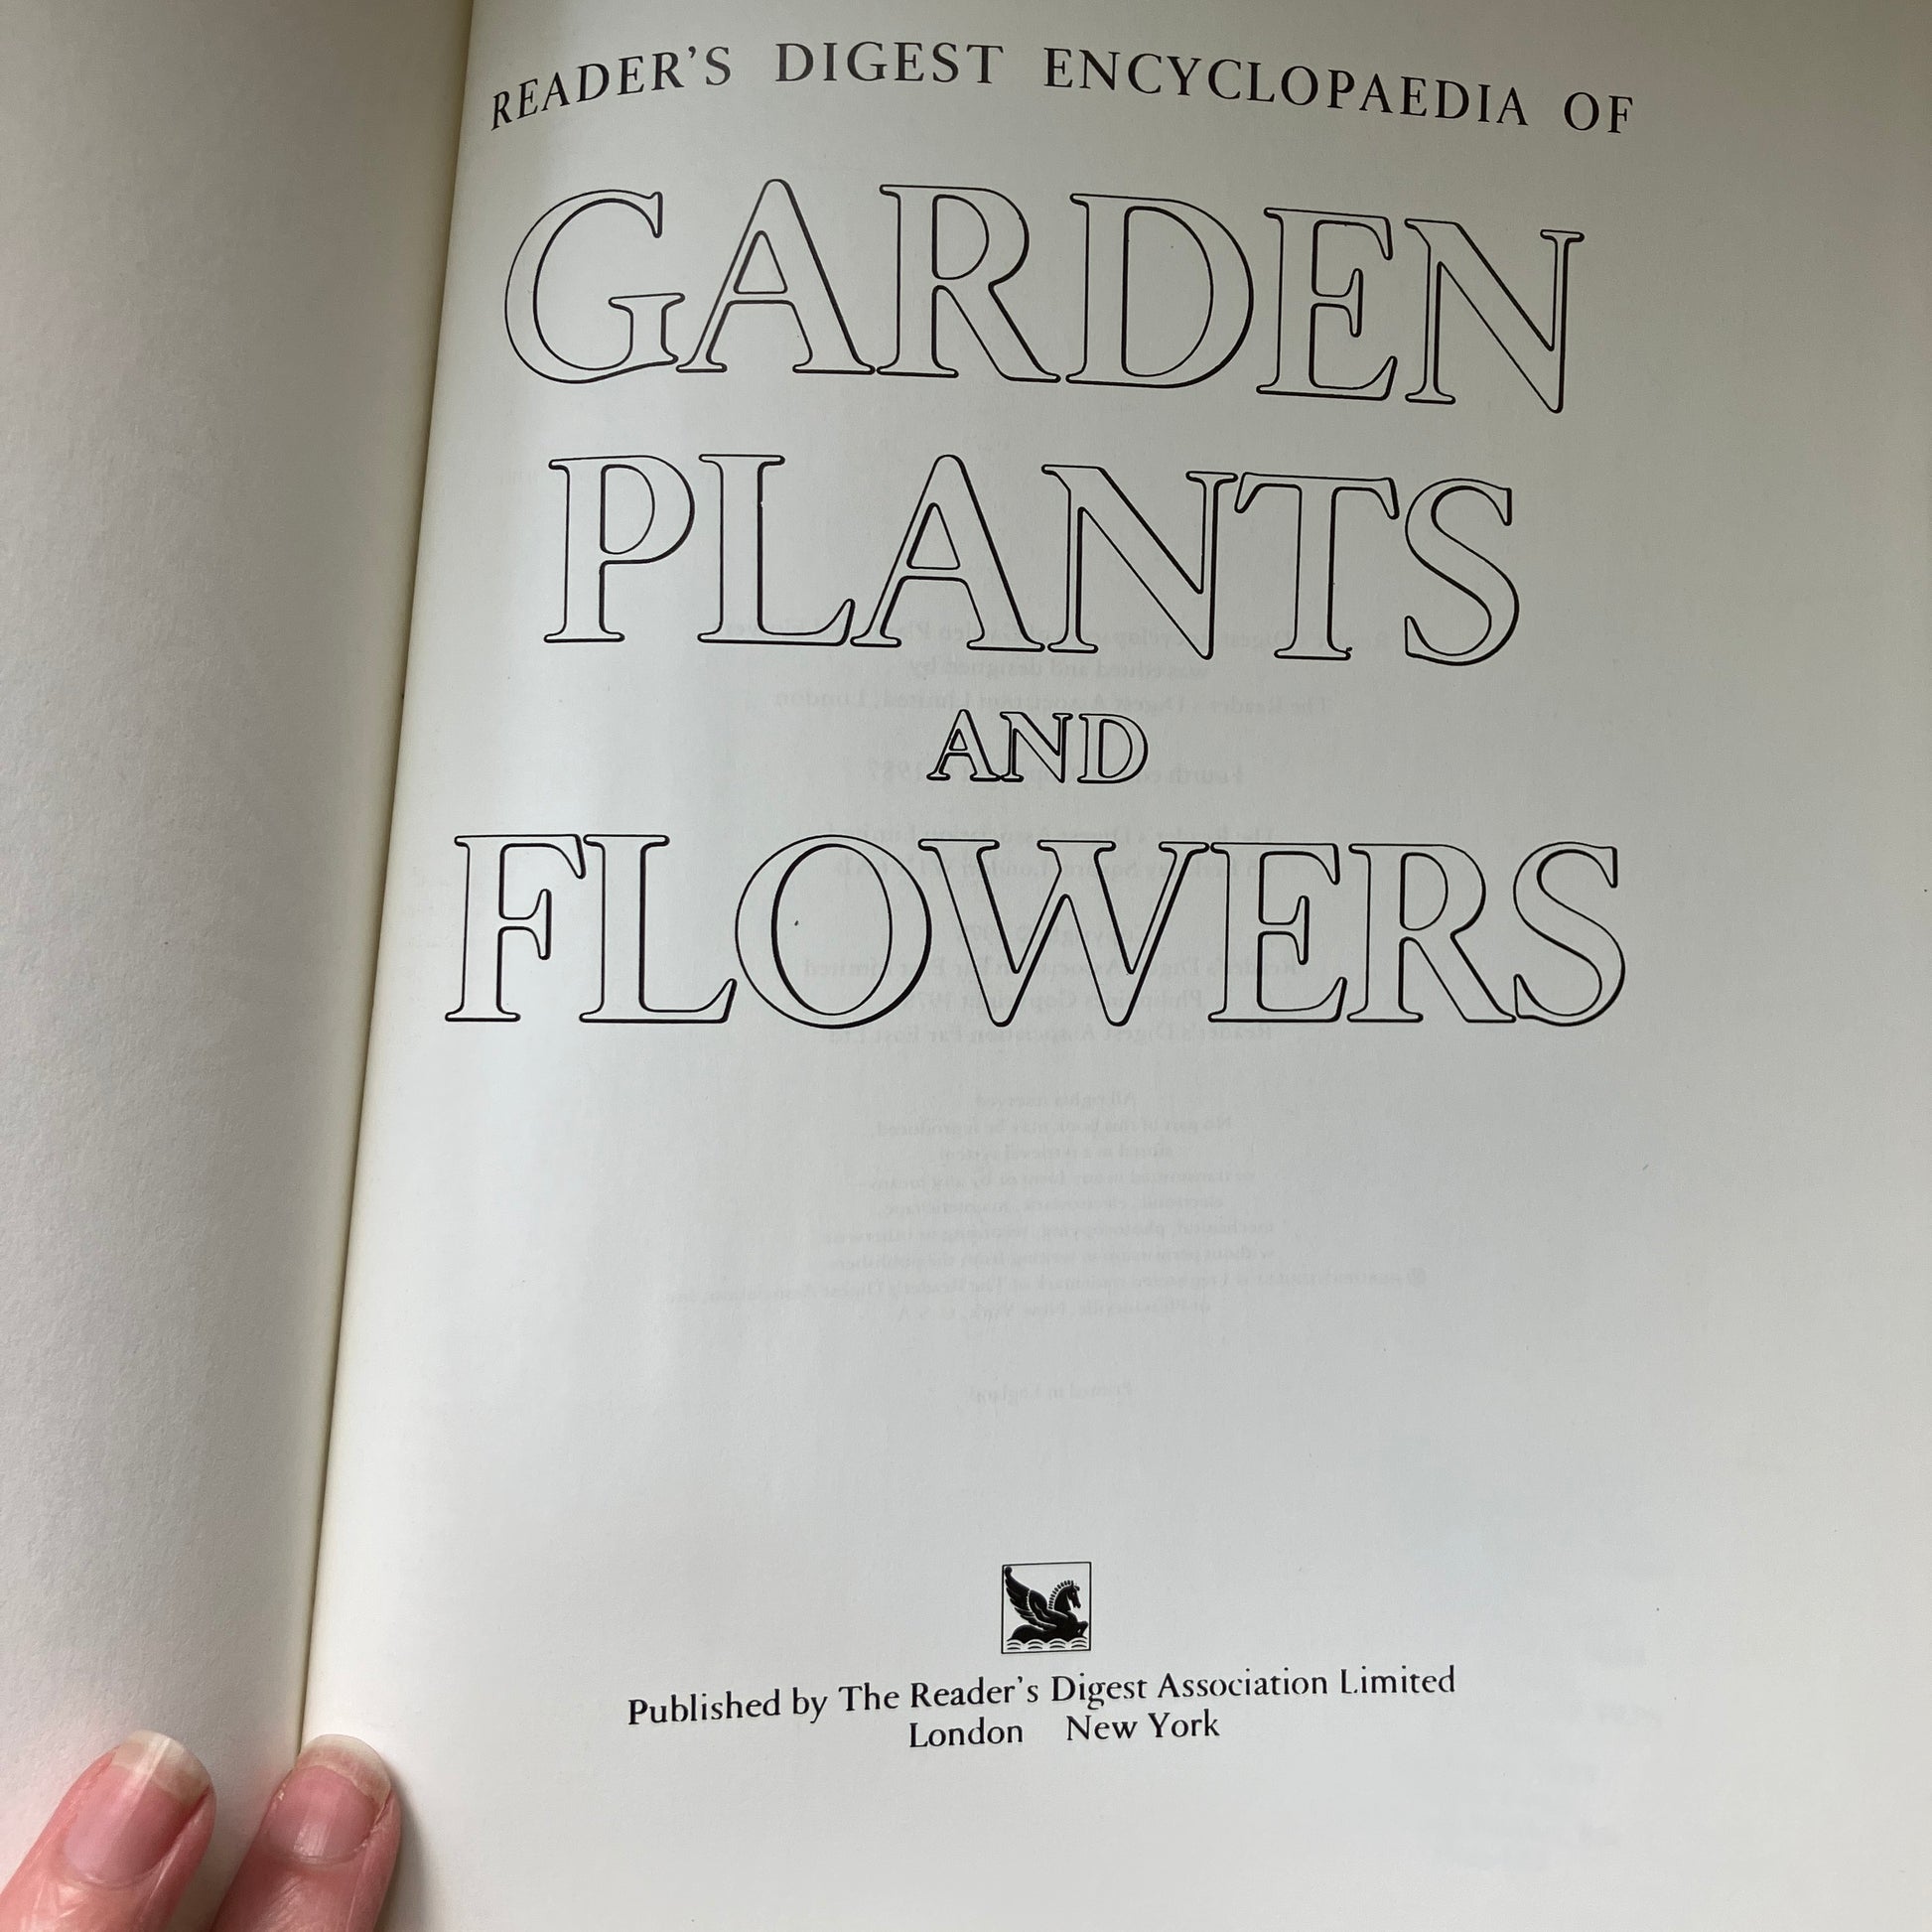 READER'S DIGEST ENCYCLOPAEDIA OF
GARDEN
PLANTS
AND
FLOWERS
Published by The Reader's Digest Association Limited
London New York